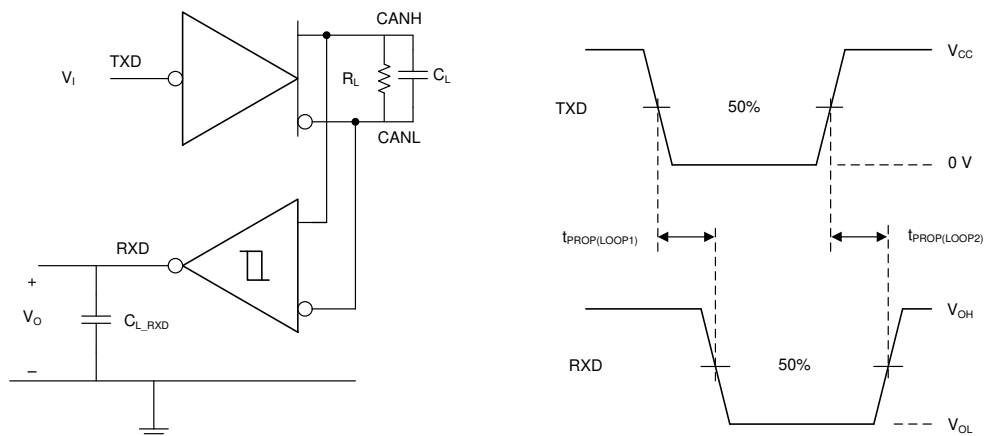 CANH
TXD
V_I
R_L
C_L
CANL
RXD
+
V_O
C_L_RXD
–
V_CC
TXD
50%
0 V
t_PROP(LOOP1)
t_PROP(LOOP2)
V_OH
RXD
50%
V_OL